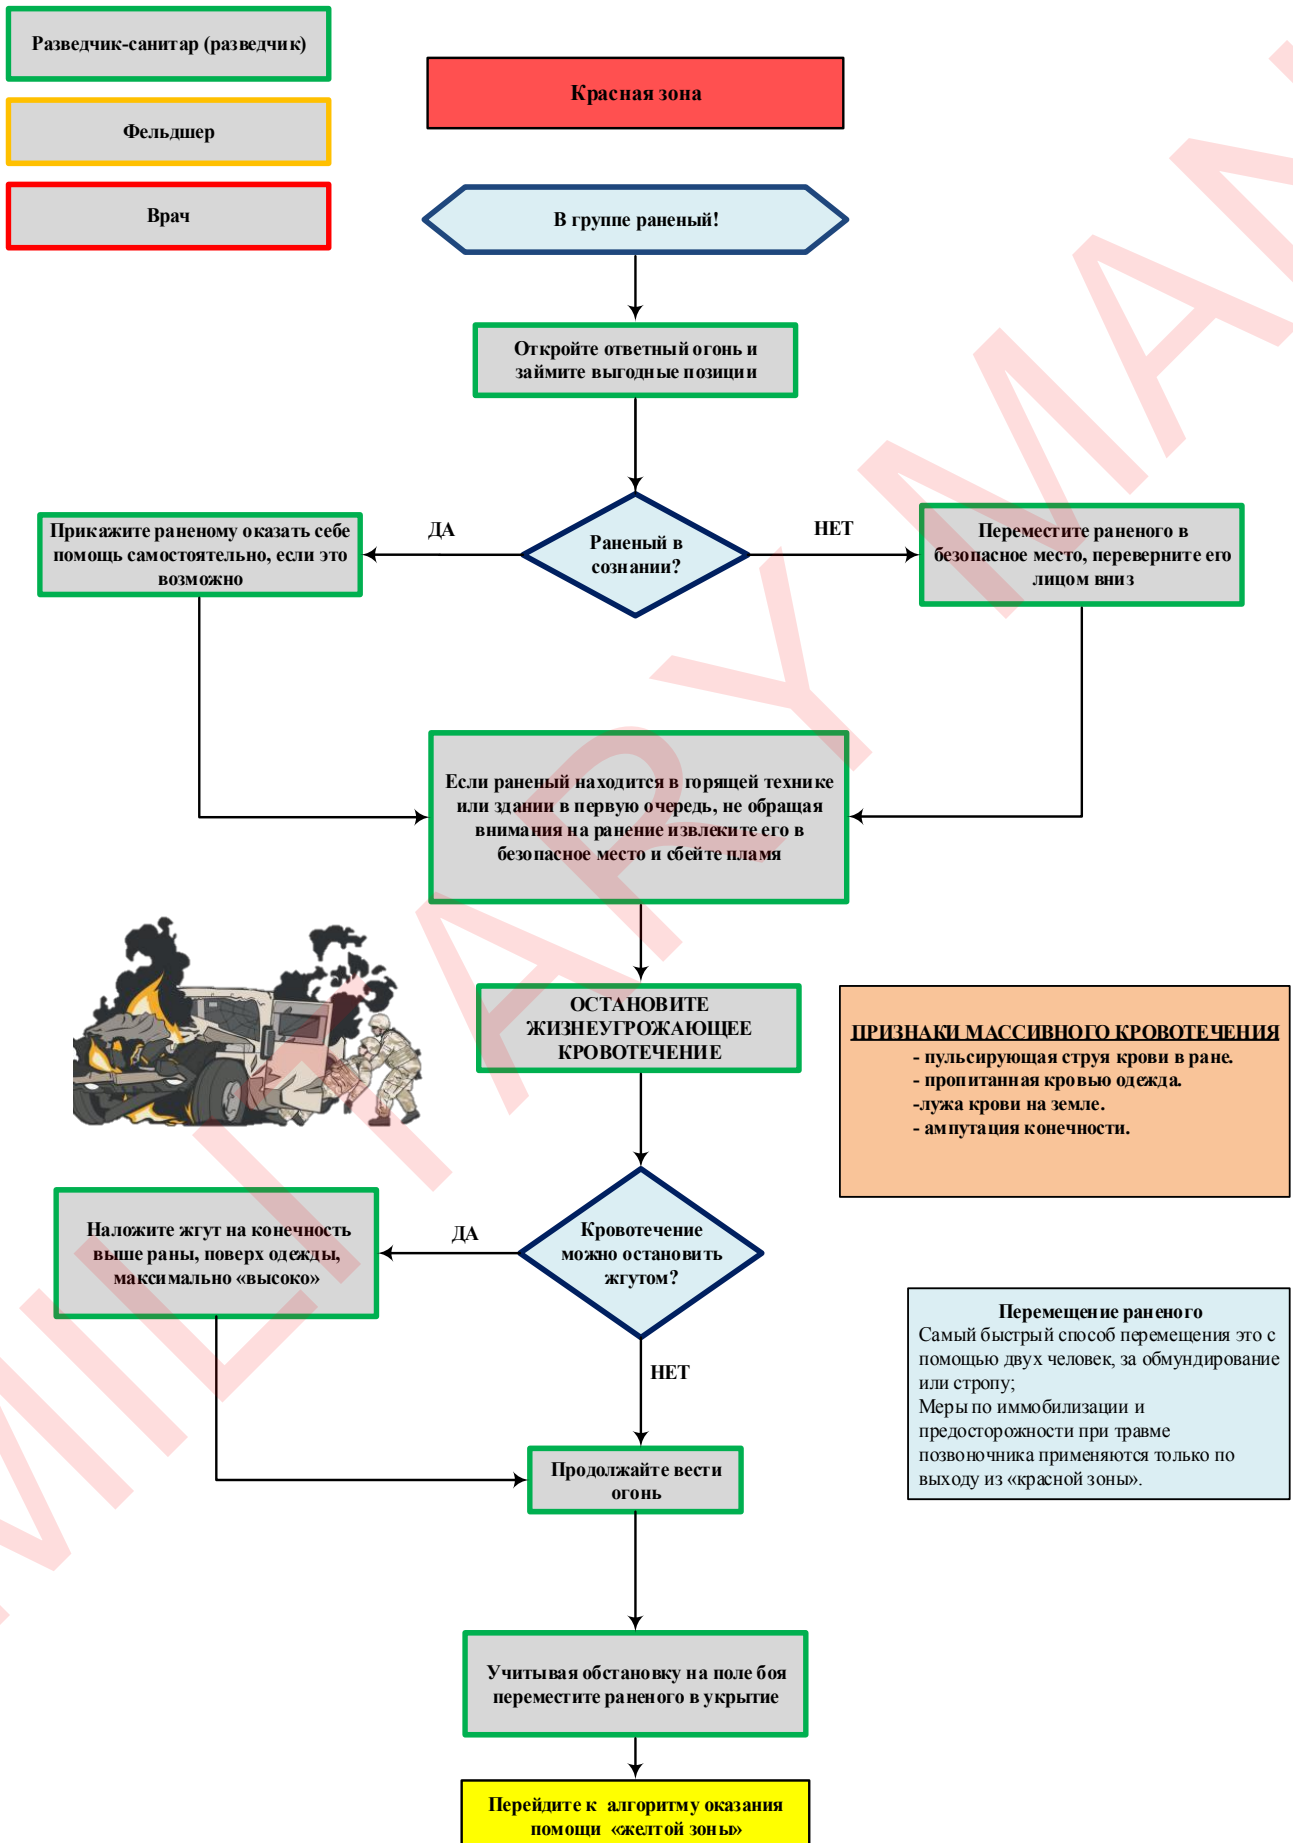 Разведчик-санитар (разведчик)
Фельдшер
Врач
Красная зона
В группе раненый!
Откройте ответный огонь и
займите выгодные позиции
Раненый в
сознании?
ДА
НЕТ
Прикажите раненому оказать себе
помощь самостоятельно, если это
возможно
Переместите раненого в
безопасное место, переверните его
лицом вниз
Если раненый находится в горящей технике
или здании в первую очередь, не обращая
внимания на ранение извлеките его в
безопасное место и сбейте пламя
ОСТАНОВИТЕ
ЖИЗНЕУГРОЖАЮЩЕЕ
КРОВОТЕЧЕНИЕ
ПРИЗНАКИ МАССИВНОГО КРОВОТЕЧЕНИЯ
- пульсирующая струя крови в ране.
- пропитанная кровью одежда.
-лужа крови на земле.
- ампутация конечности.
Кровотечение
можно остановить
жгутом?
ДА
НЕТ
Наложите жгут на конечность
выше раны, поверх одежды,
максимально «высоко»
Перемещение раненого
Самый быстрый способ перемещения это с
помощью двух человек, за обмундирование
или стропу;
Меры по иммобилизации и
предосторожности при травме
позвоночника применяются только по
выходу из «красной зоны».
Продолжайте вести
огонь
Учитывая обстановку на поле боя
переместите раненого в укрытие
Перейдите к алгоритму оказания
помощи «желтой зоны»
MILITARY MAN